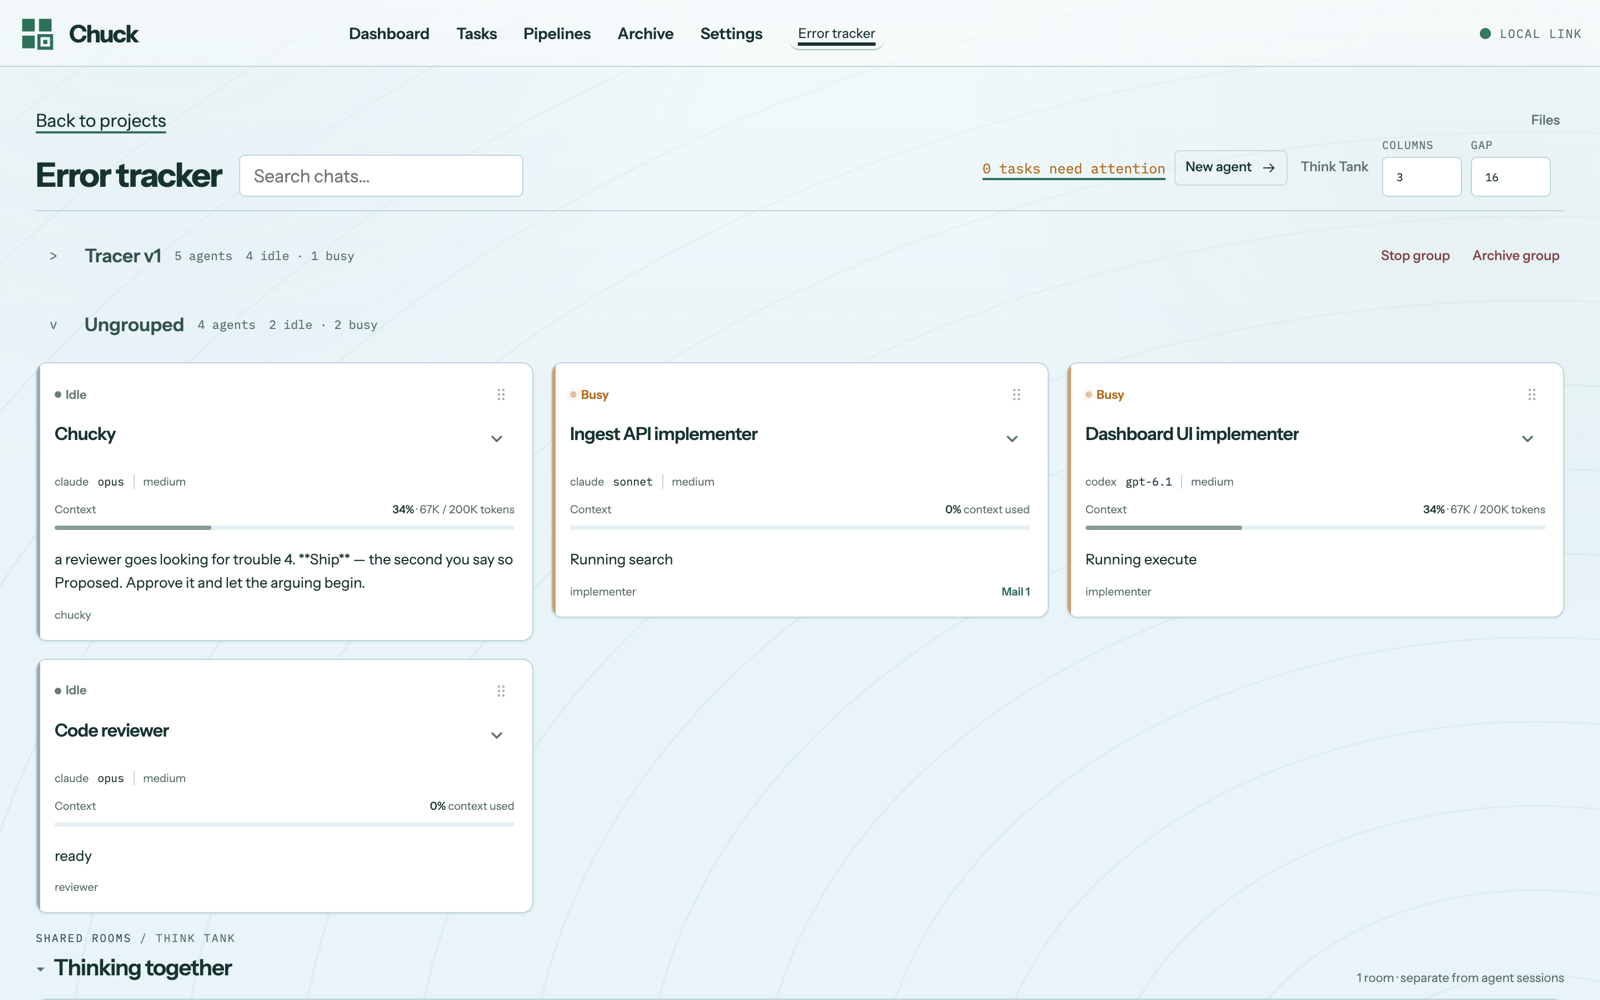 Chuck
Dashboard Tasks Pipelines Archive Settings Error tracker
LOCAL LINK
Back to projects
Files
Error tracker
Search chats...
0 tasks need attention
New agent →
Think Tank
COLUMNS
3
GAP
16
> Tracer v1 5 agents 4 idle · 1 busy
Stop group Archive group
v Ungrouped 4 agents 2 idle · 2 busy
Idle
Chucky
claude opus medium
Context 34% · 67K / 200K tokens
a reviewer goes looking for trouble 4. **Ship** — the second you say so
Proposed. Approve it and let the arguing begin.
chucky
Busy
Ingest API implementer
claude sonnet medium
Context 0% context used
Running search
implementer Mail 1
Busy
Dashboard UI implementer
codex gpt-6.1 medium
Context 34% · 67K / 200K tokens
Running execute
implementer
Idle
Code reviewer
claude opus medium
Context 0% context used
ready
reviewer
SHARED ROOMS / THINK TANK
Thinking together
1 room · separate from agent sessions